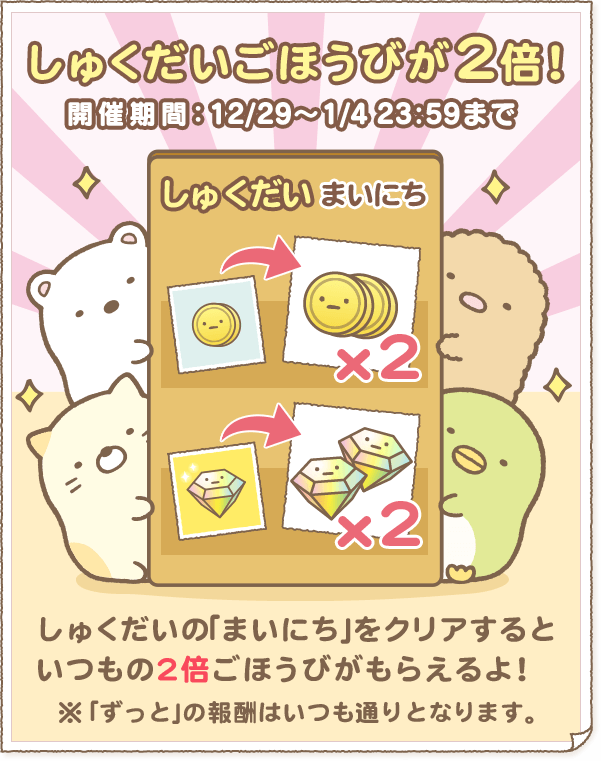 しゅくだいごほうびが2倍!
開催期間:12/29〜1/4 23:59まで
しゅくだい まいにち
×2
×2
しゅくだいの「まいにち」をクリアすると
いつもの2倍ごほうびがもらえるよ!
※「ずっと」の報酬はいつも通りとなります。